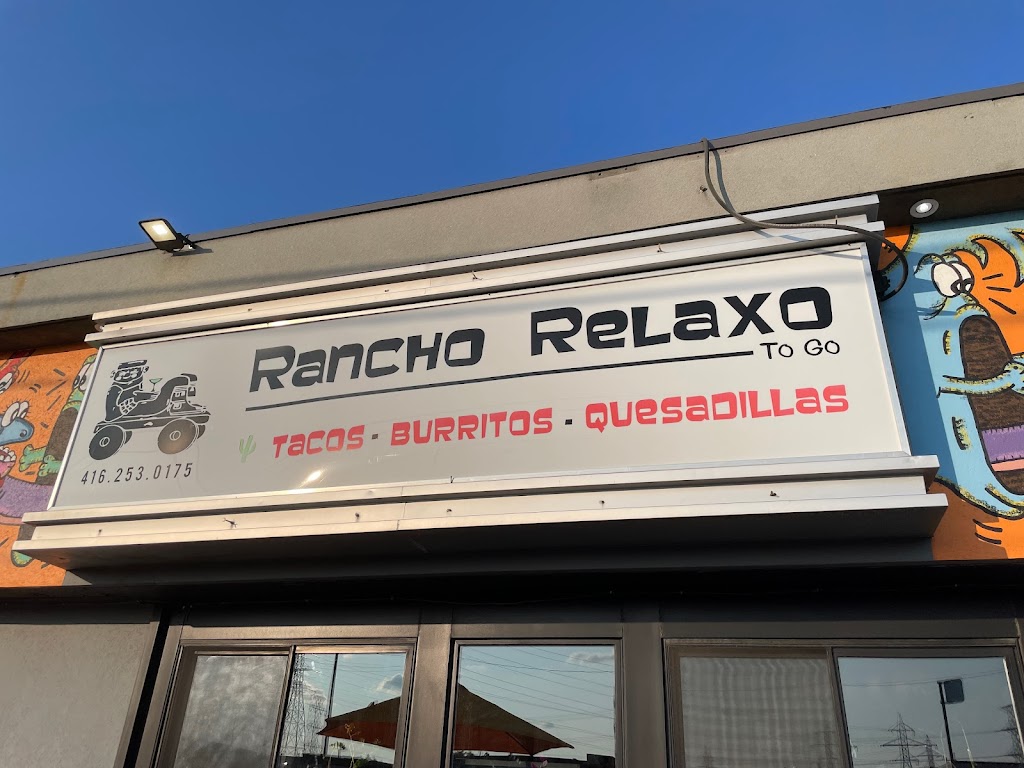 Rancho Relaxo
To Go
Tacos · Burritos · Quesadillas
416.253.0175